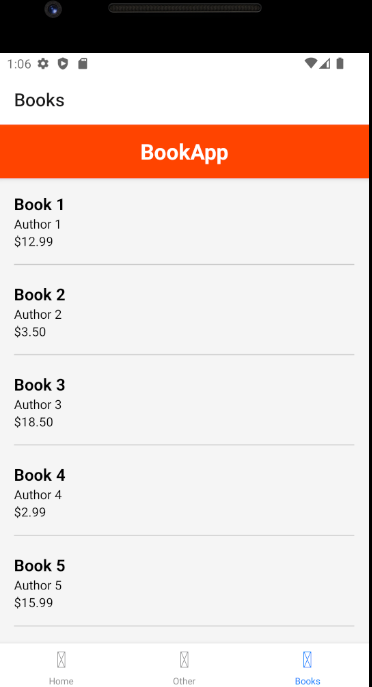 1:06
Books
BookApp
Book 1
Author 1
$12.99
Book 2
Author 2
$3.50
Book 3
Author 3
$18.50
Book 4
Author 4
$2.99
Book 5
Author 5
$15.99
Home Other Books